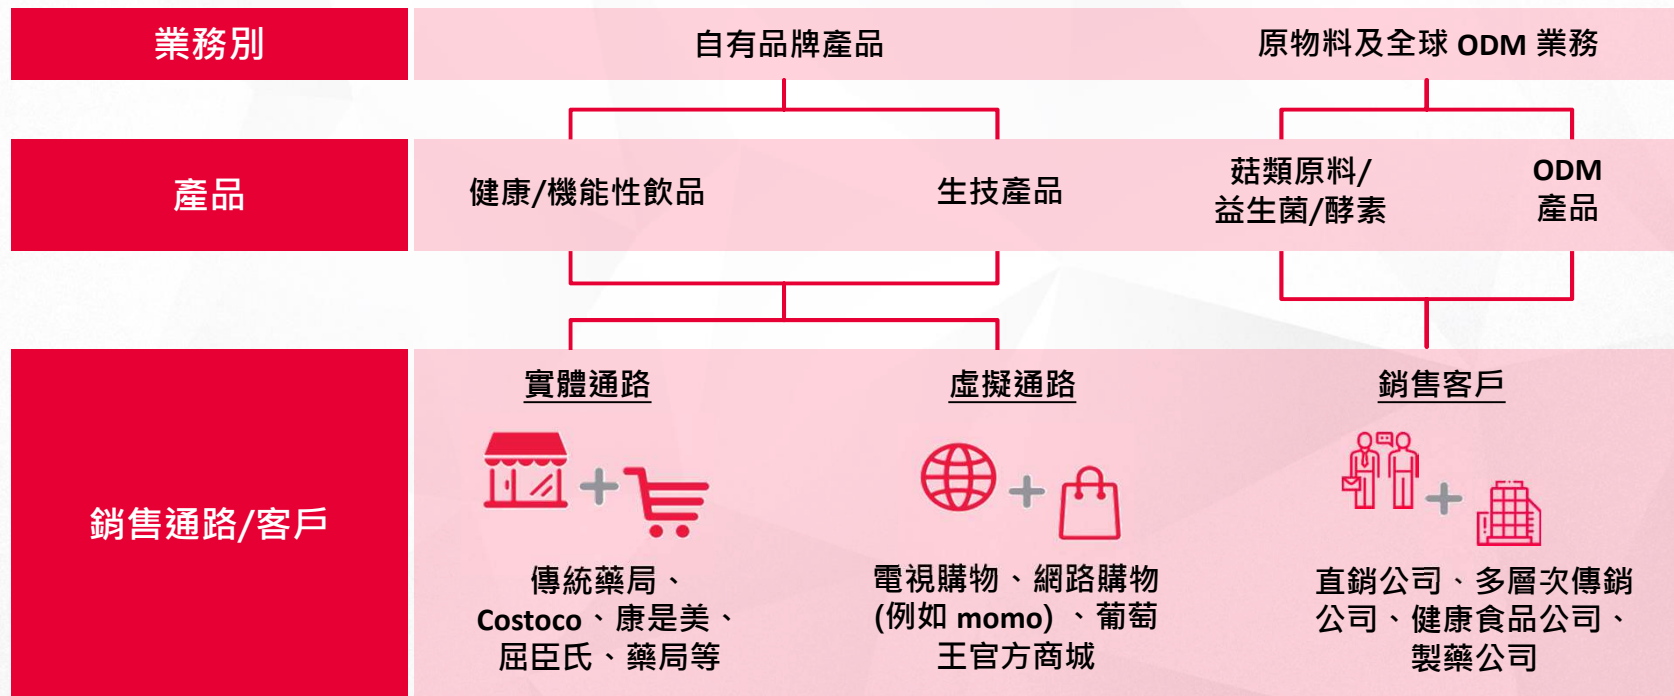 業務別
自有品牌產品
原物料及全球 ODM 業務
產品
健康/機能性飲品
生技產品
菇類原料/
益生菌/酵素
ODM
產品
銷售通路/客戶
實體通路
傳統藥局、
Costoco、康是美、
屈臣氏、藥局等
虛擬通路
電視購物、網路購物
(例如 momo) 、葡萄
王官方商城
銷售客戶
直銷公司、多層次傳銷
公司、健康食品公司、
製藥公司